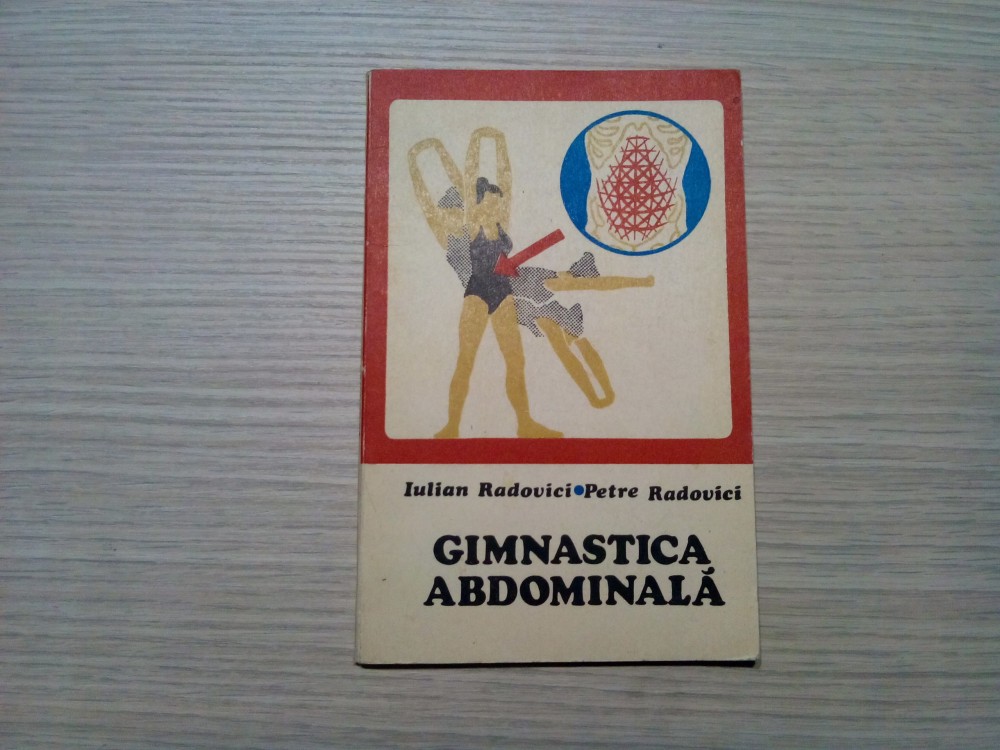 Iulian Radovici•Petre Radovici
GIMNASTICA
ABDOMINALĂ